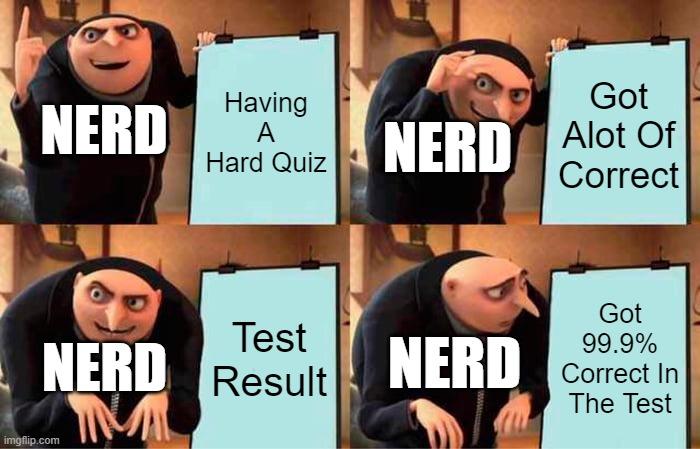 NERD
Having
A
Hard Quiz
NERD
Got
Alot Of
Correct
NERD
Test
Result
NERD
Got
99.9%
Correct In
The Test
imgflip.com